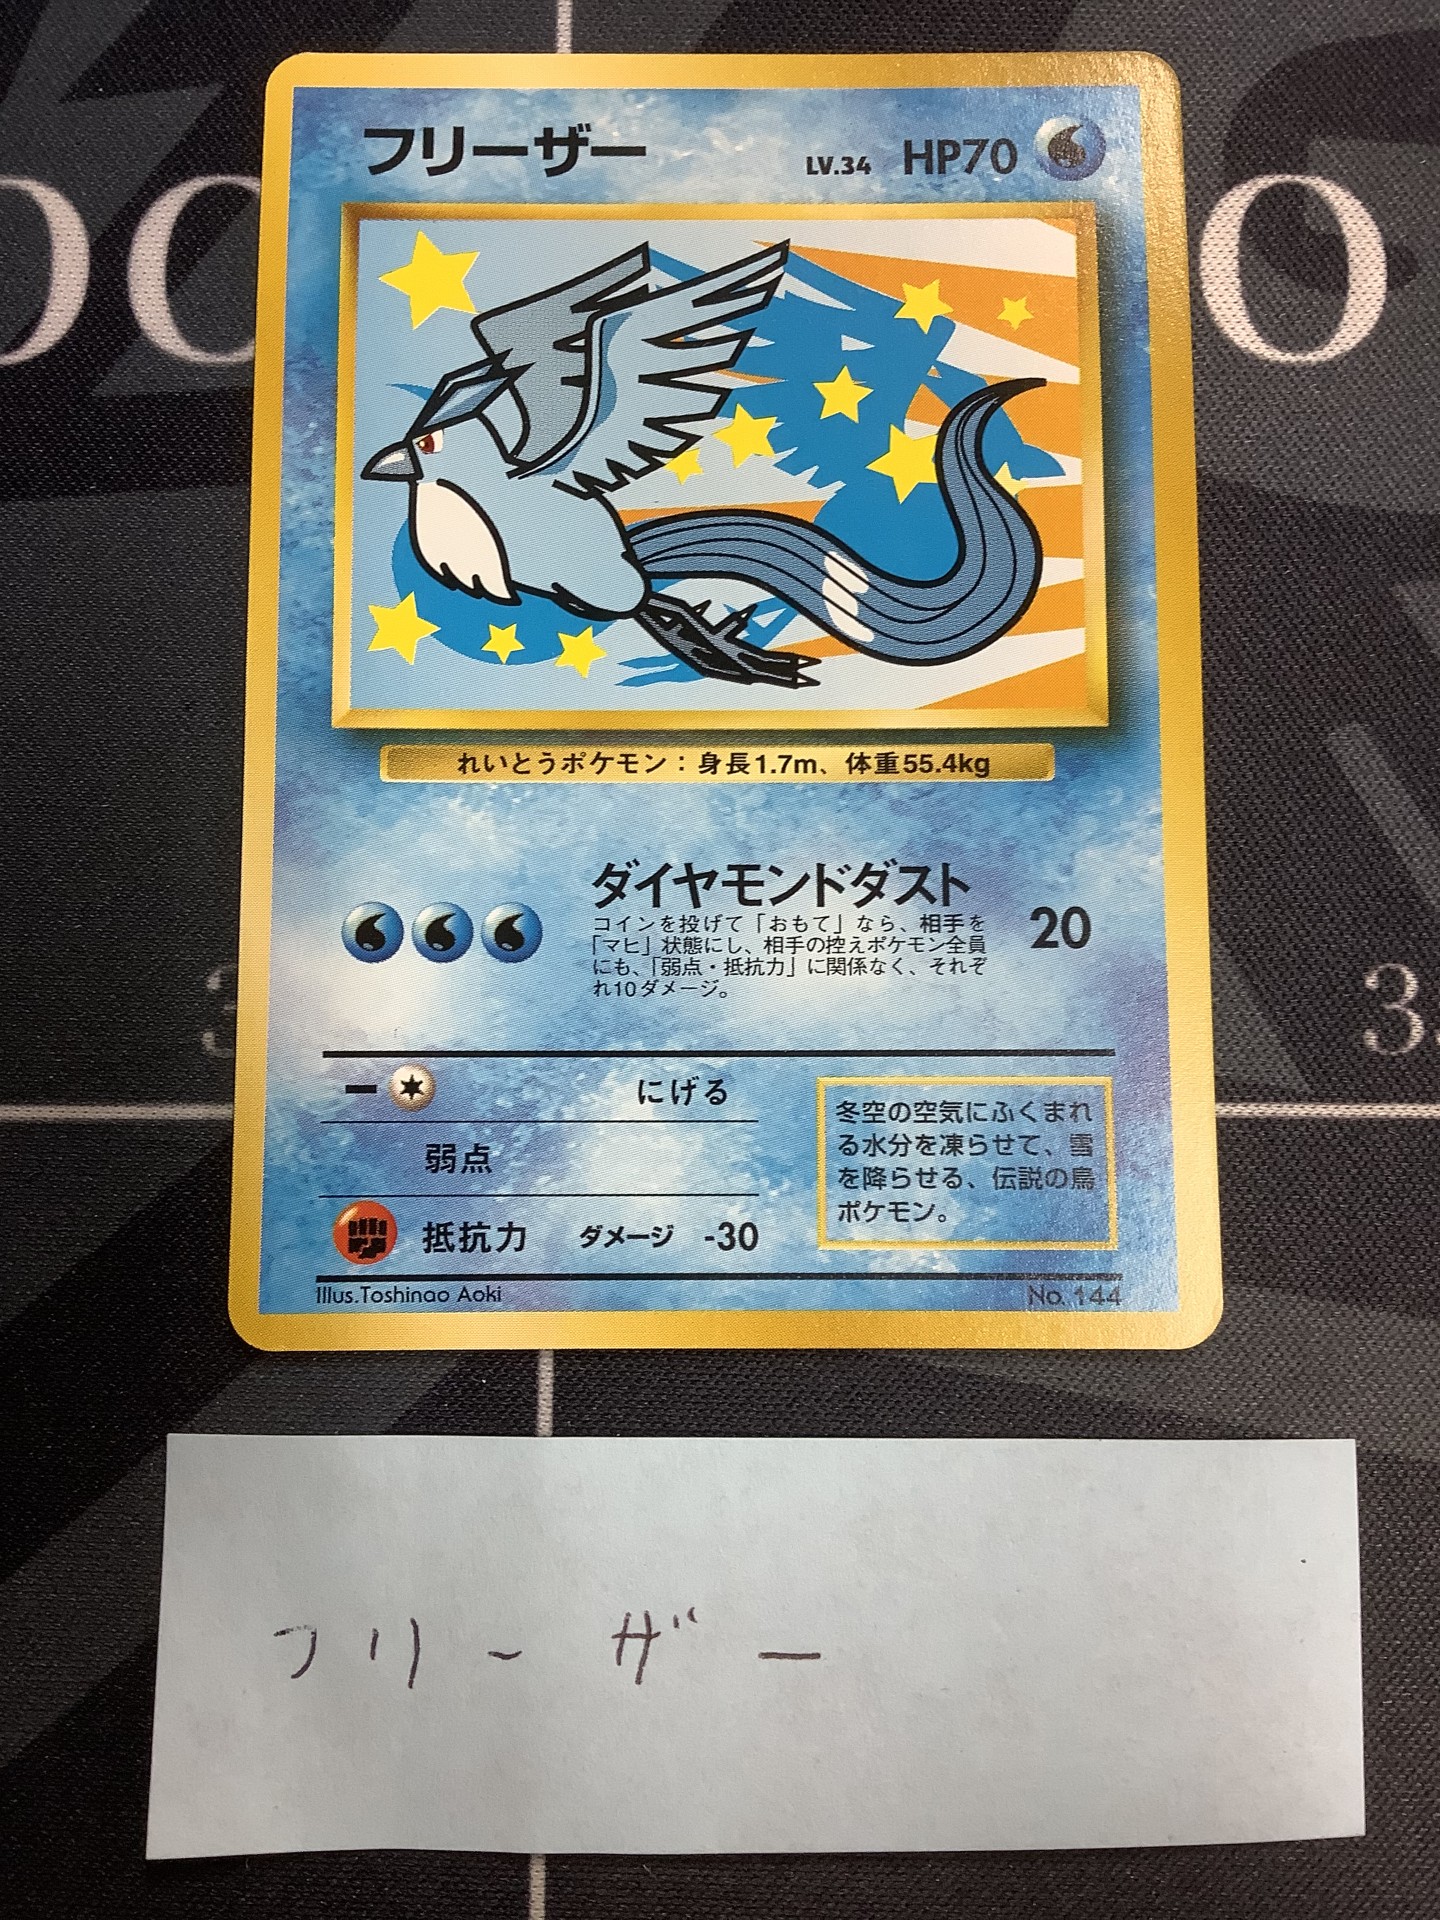 フリーザー LV.34 HP70
れいとうポケモン：身長1.7m、体重55.4kg
ダイヤモンドダスト 20
コインを投げて「おもて」なら、相手を
「マヒ」状態にし、相手の控えポケモン全員
にも、「弱点・抵抗力」に関係なく、それぞ
れ10ダメージ。
にげる
弱点
抵抗力 ダメージ -30
冬空の空気にふくまれ
る水分を凍らせて、雪
を降らせる、伝説の鳥
ポケモン。
Illus.Toshinao Aoki
No. 144
フリーザー